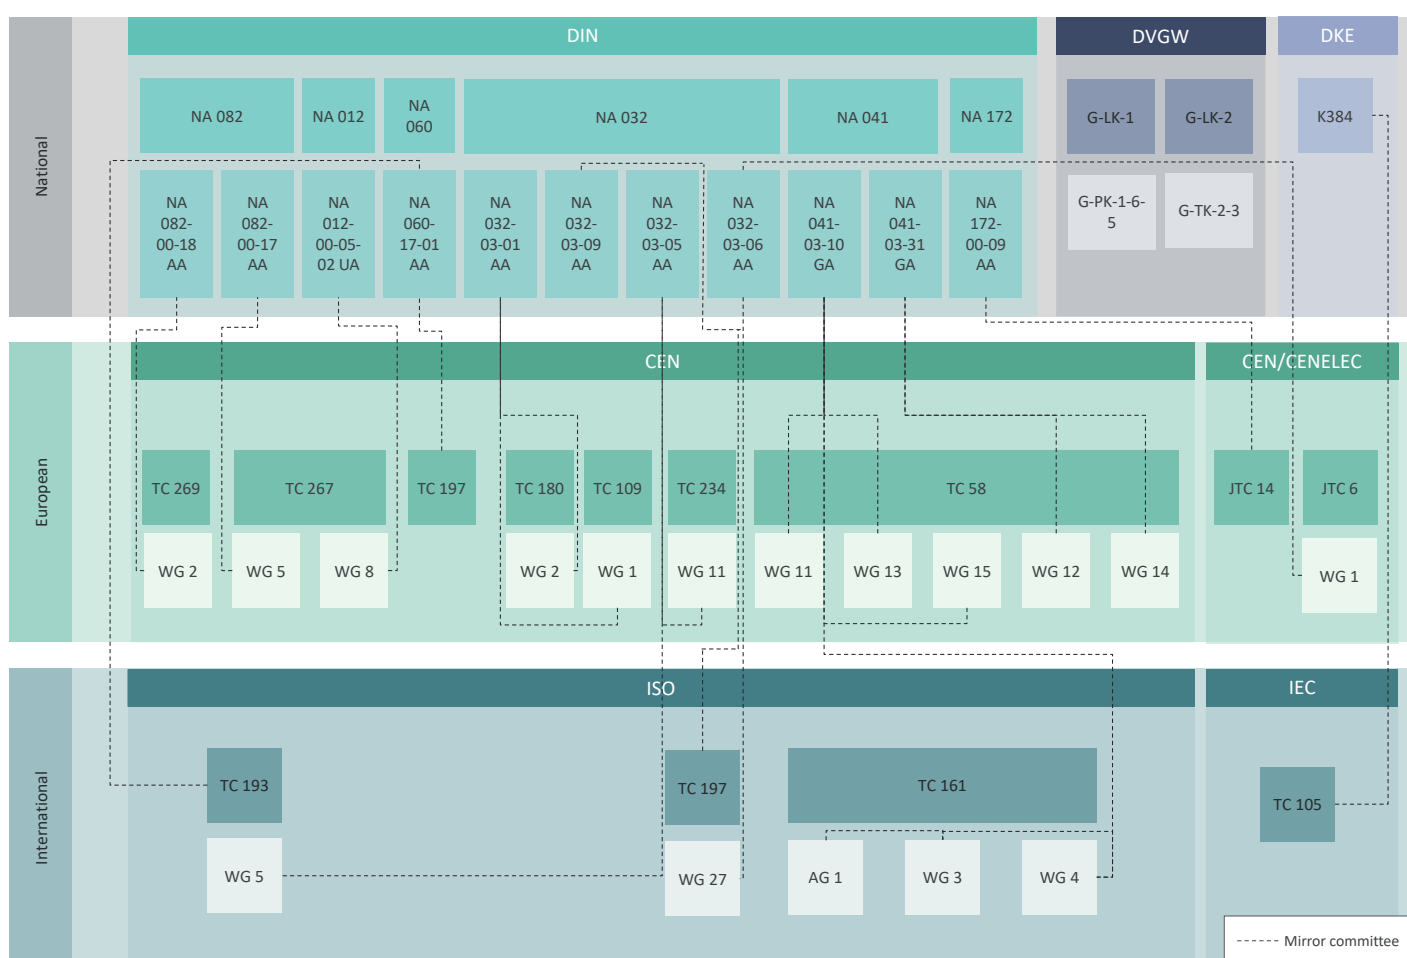 National
DIN
DVGW
DKE
NA 082
NA 012
NA
060
NA 032
NA 041
NA 172
G-LK-1
G-LK-2
K384
NA
082-
00-18
AA
NA
082-
00-17
AA
NA
012-
00-05-
02 UA
NA
060-
17-01
AA
NA
032-
03-01
AA
NA
032-
03-09
AA
NA
032-
03-05
AA
NA
032-
03-06
AA
NA
041-
03-10
GA
NA
041-
03-31
GA
NA
172-
00-09
AA
G-PK-1-6-
5
G-TK-2-3
European
CEN
CEN/CENELEC
TC 269
TC 267
TC 197
TC 180
TC 109
TC 234
TC 58
JTC 14
JTC 6
WG 2
WG 5
WG 8
WG 2
WG 1
WG 11
WG 11
WG 13
WG 15
WG 12
WG 14
WG 1
International
ISO
IEC
TC 193
TC 197
TC 161
TC 105
WG 5
WG 27
AG 1
WG 3
WG 4
Mirror committee